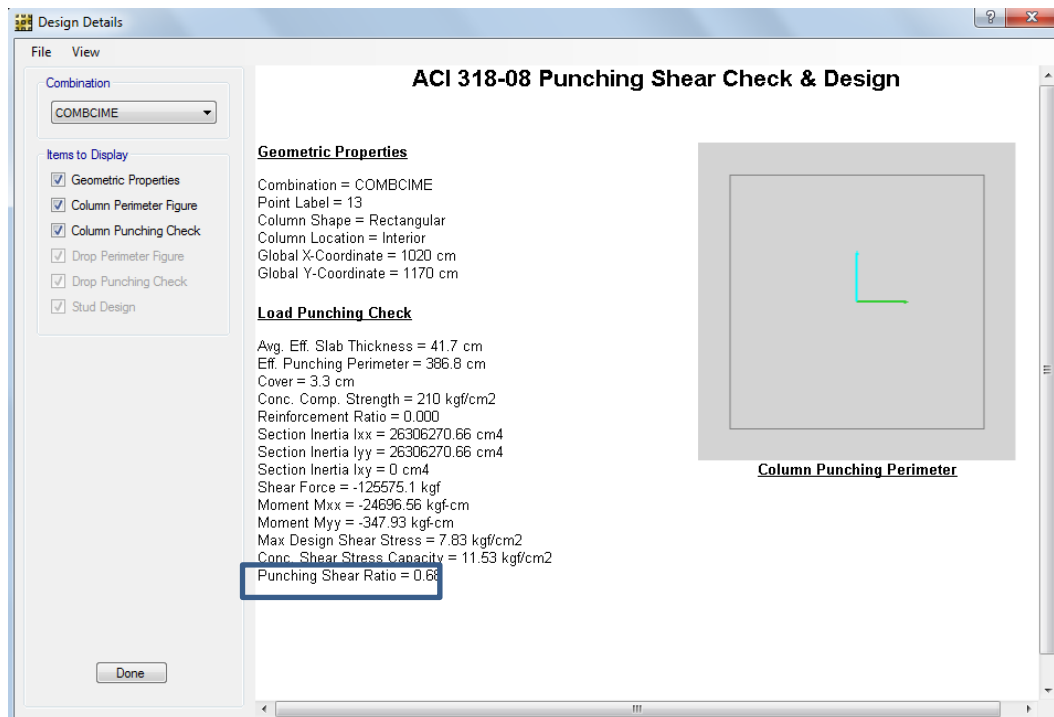 Design Details
File View
Combination
COMBCIME
Items to Display
Geometric Properties
Column Perimeter Figure
Column Punching Check
Drop Perimeter Figure
Drop Punching Check
Stud Design
Done
ACI 318-08 Punching Shear Check & Design
Geometric Properties
Combination = COMBCIME
Point Label = 13
Column Shape = Rectangular
Column Location = Interior
Global X-Coordinate = 1020 cm
Global Y-Coordinate = 1170 cm
Load Punching Check
Avg. Eff. Slab Thickness = 41.7 cm
Eff. Punching Perimeter = 386.8 cm
Cover = 3.3 cm
Conc. Comp. Strength = 210 kgf/cm2
Reinforcement Ratio = 0.000
Section Inertia Ixx = 26306270.66 cm4
Section Inertia Iyy = 26306270.66 cm4
Section Inertia Ixy = 0 cm4
Shear Force = -125575.1 kgf
Moment Mxx = -24696.56 kgf-cm
Moment Myy = -347.93 kgf-cm
Max Design Shear Stress = 7.83 kgf/cm2
Conc. Shear Stress Capacity = 11.53 kgf/cm2
Punching Shear Ratio = 0.68
Column Punching Perimeter